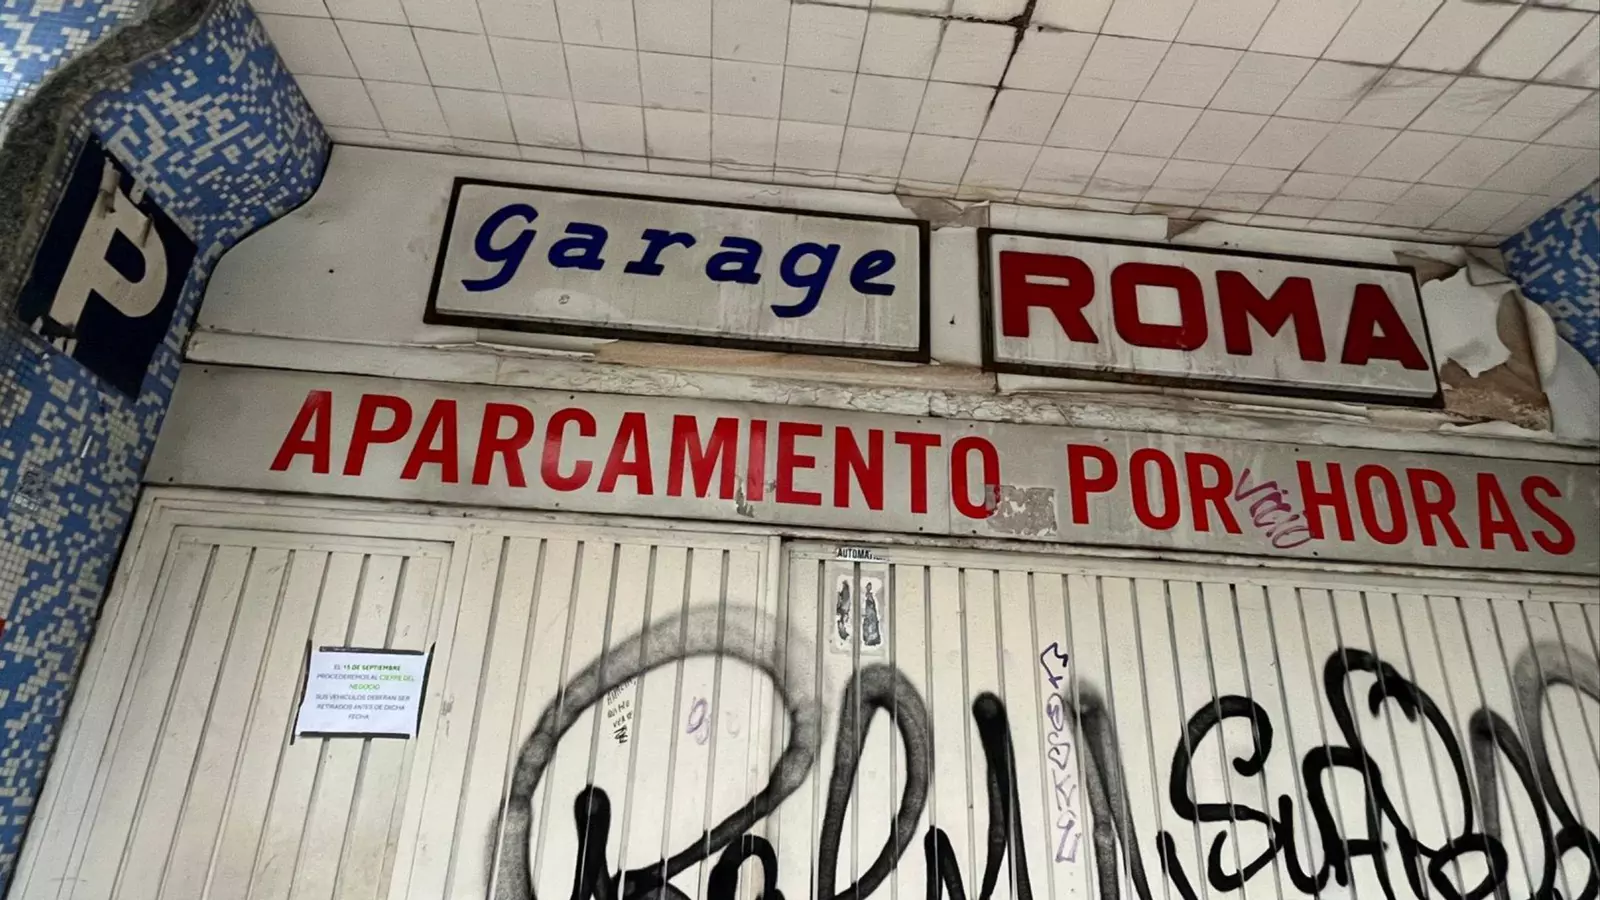 P
Garage
ROMA
APARCAMIENTO POR HORAS
EL 15 DE SEPTIEMBRE
PROCEDEREMOS AL CIERRE DEL
NEGOCIO
SUS VEHICULOS DEBERAN SER
RETIRADOS ANTES DE DICHA
FECHA